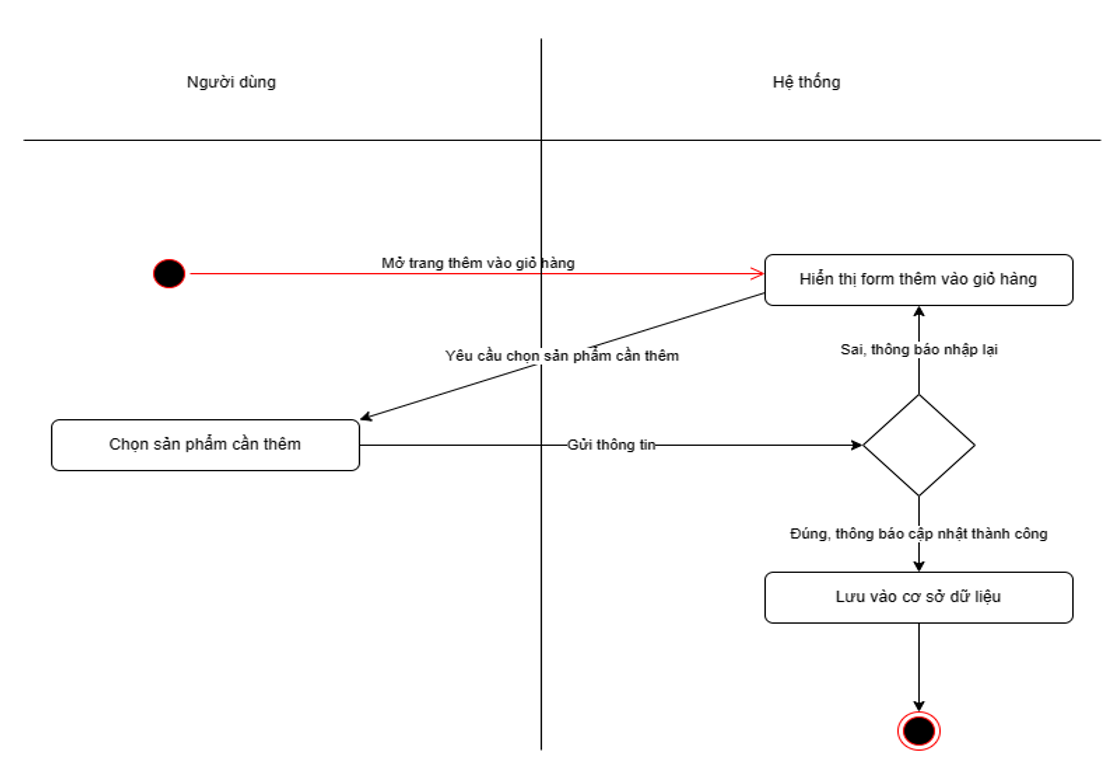 Người dùng
Hệ thống
Mở trang thêm vào giỏ hàng
Hiển thị form thêm vào giỏ hàng
Yêu cầu chọn sản phẩm cần thêm
Sai, thông báo nhập lại
Chọn sản phẩm cần thêm
Gửi thông tin
Đúng, thông báo cập nhật thành công
Lưu vào cơ sở dữ liệu